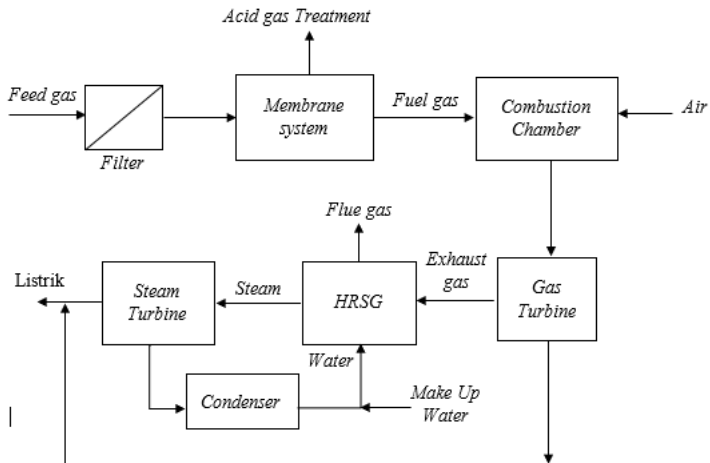 Acid gas Treatment
Feed gas
Filter
Membrane
system
Fuel gas
Combustion
Chamber
Air
Flue gas
Listrik
Steam
Turbine
Steam
HRSG
Exhaust
gas
Gas
Turbine
Water
Condenser
Make Up
Water